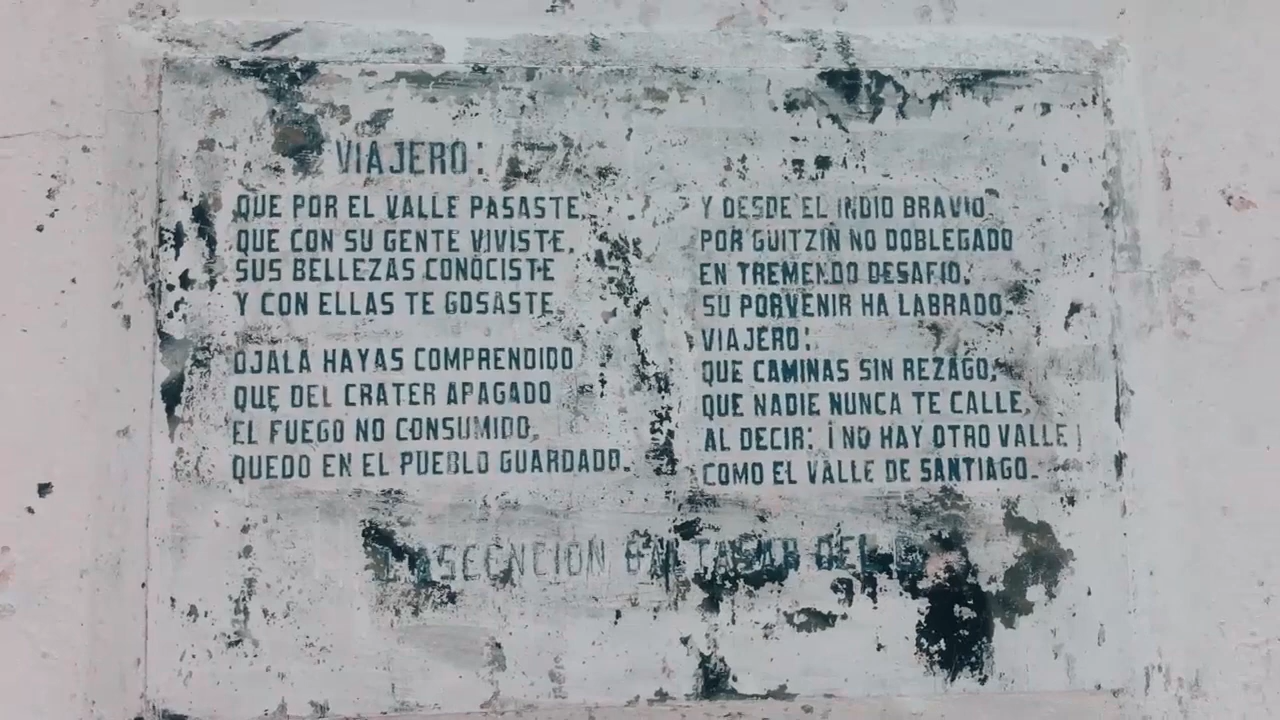 VIAJERO:
QUE POR EL VALLE PASASTE,
QUE CON SU GENTE VIVISTE,
SUS BELLEZAS CONOCISTE
Y CON ELLAS TE GOSASTE.
OJALA HAYAS COMPRENDIDO
QUE DEL CRATER APAGADO
EL FUEGO NO CONSUMIDO,
QUEDO EN EL PUEBLO GUARDADO.
Y DESDE EL INDIO BRAVIO
POR GUITZIN NO DOBLEGADO
EN TREMENDO DESAFIO,
SU PORVENIR HA LABRADO.
VIAJERO:
QUE CAMINAS SIN REZAGO,
QUE NADIE NUNCA TE CALLE,
AL DECIR: ¡NO HAY OTRO VALLE!
COMO EL VALLE DE SANTIAGO.
ASCENCION BALTASAR DEL